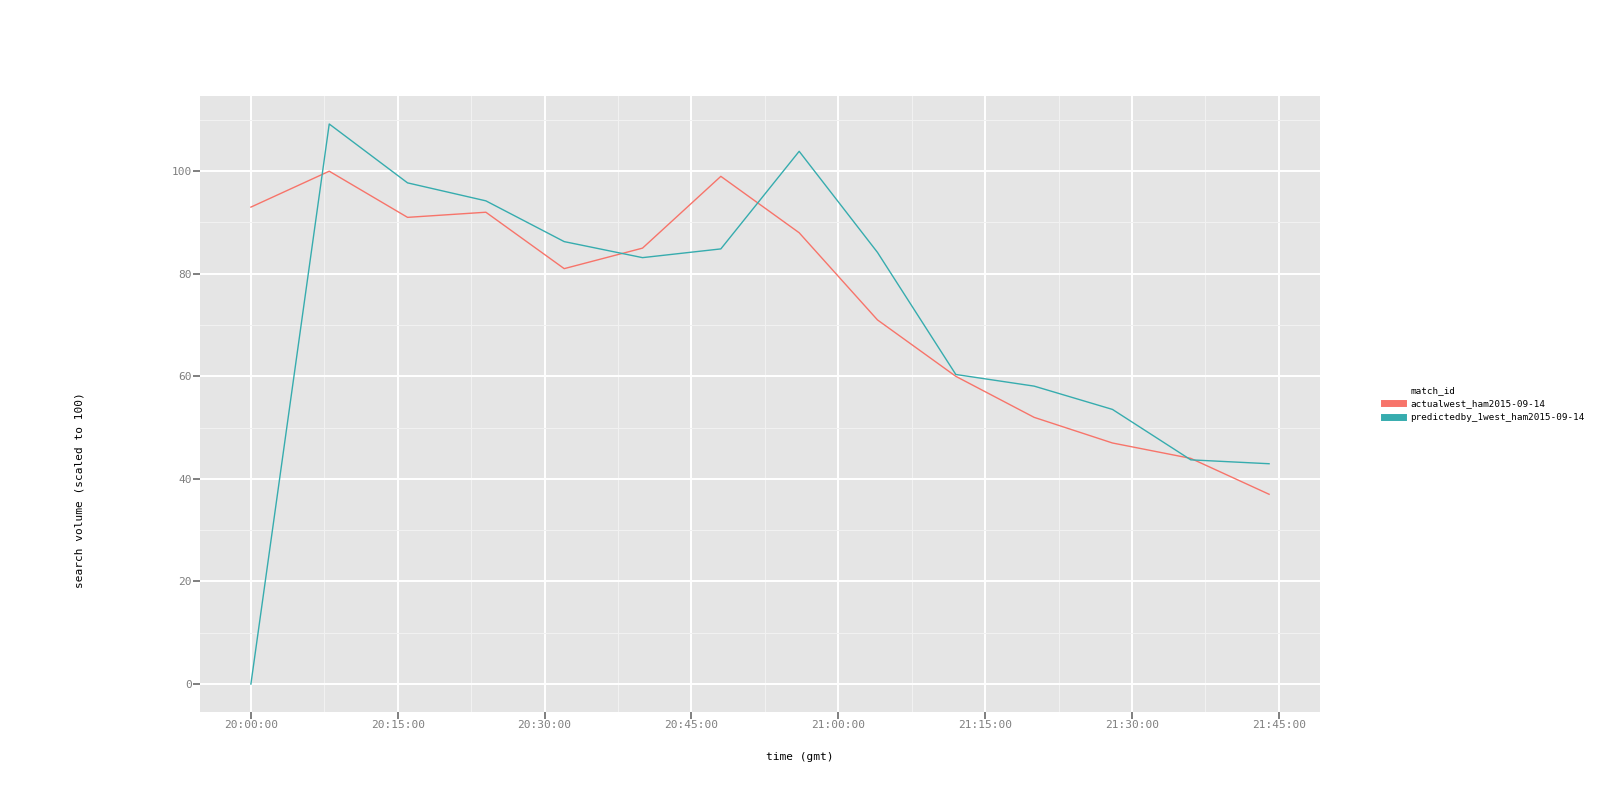 search volume (scaled to 100)
100
80
60
40
20
0
20:00:00 20:15:00 20:30:00 20:45:00 21:00:00 21:15:00 21:30:00 21:45:00
time (gmt)
match_id
actualwest_ham2015-09-14
predictedby_1west_ham2015-09-14